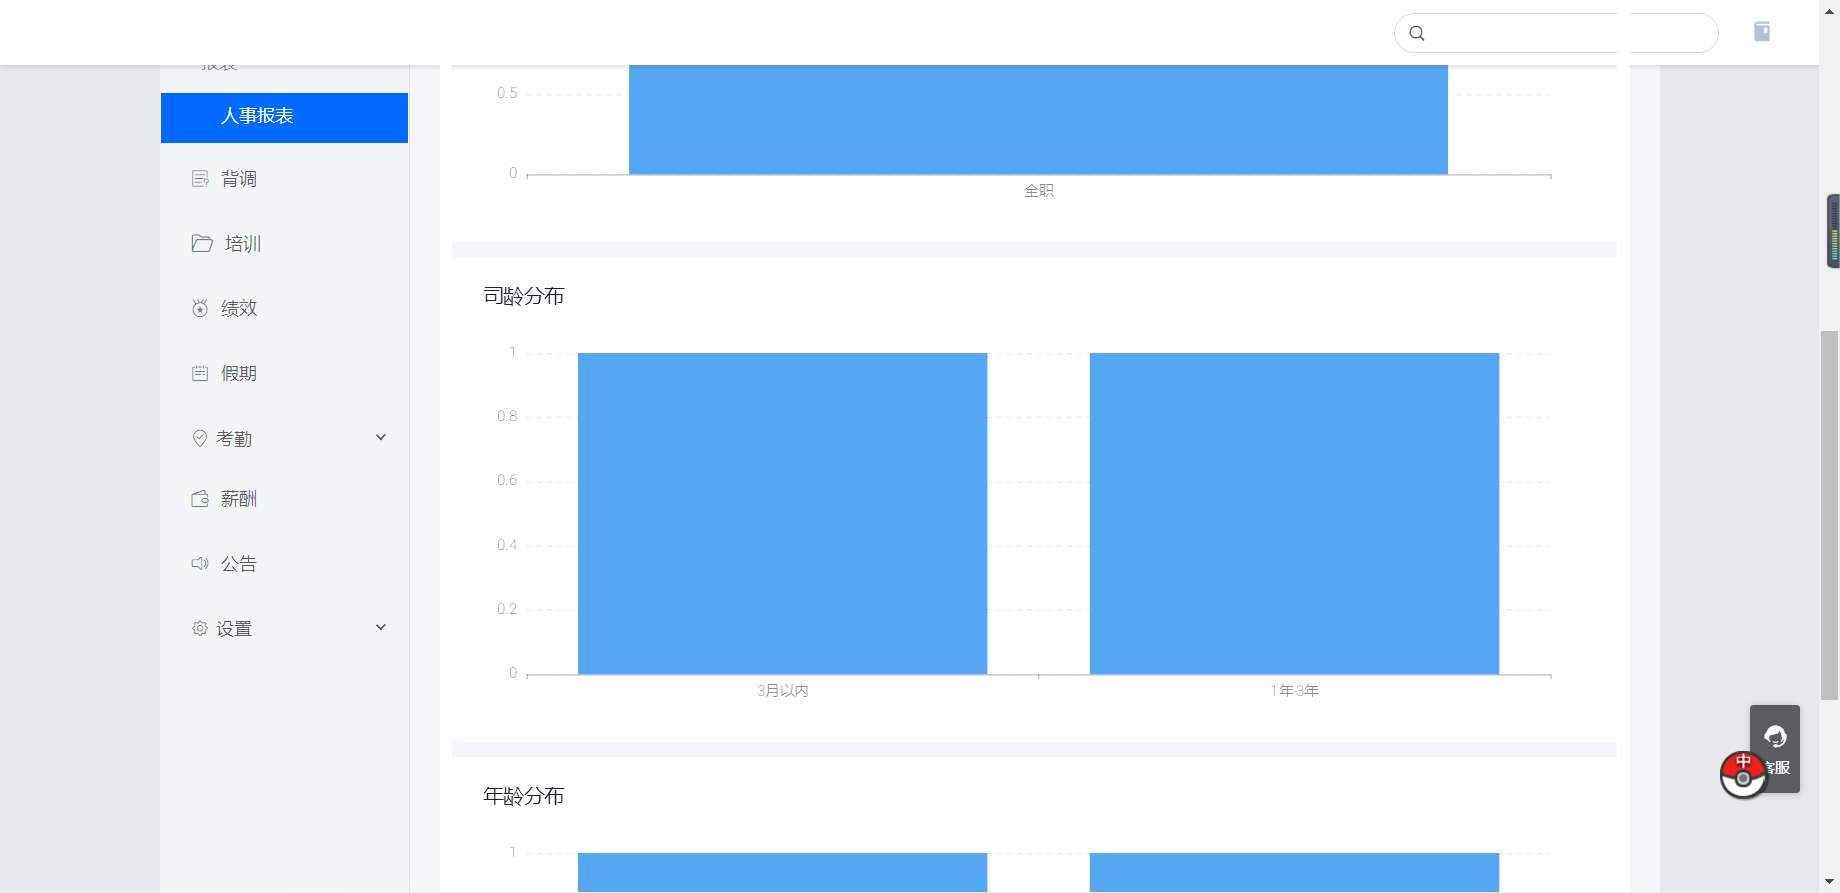 报表
人事报表
背调
培训
绩效
假期
考勤
薪酬
公告
设置
0.5
0
全职
司龄分布
1
0.8
0.6
0.4
0.2
0
3月以内
1年-3年
年龄分布
1
中
客服